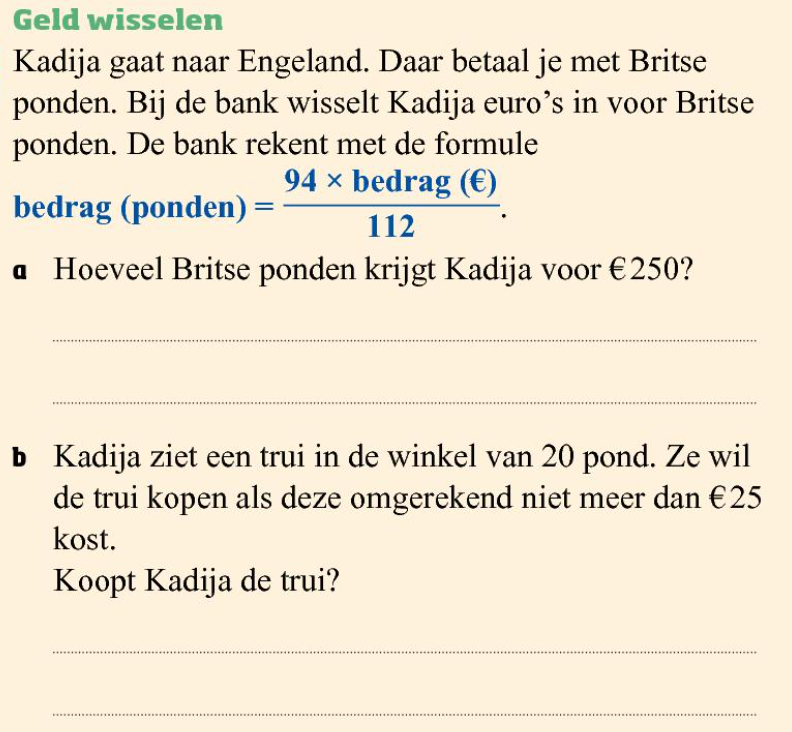 Geld wisselen
Kadija gaat naar Engeland. Daar betaal je met Britse
ponden. Bij de bank wisselt Kadija euro’s in voor Britse
ponden. De bank rekent met de formule
bedrag (ponden) = 94 × bedrag (€) / 112.
a Hoeveel Britse ponden krijgt Kadija voor €250?
b Kadija ziet een trui in de winkel van 20 pond. Ze wil
de trui kopen als deze omgerekend niet meer dan €25
kost.
Koopt Kadija de trui?